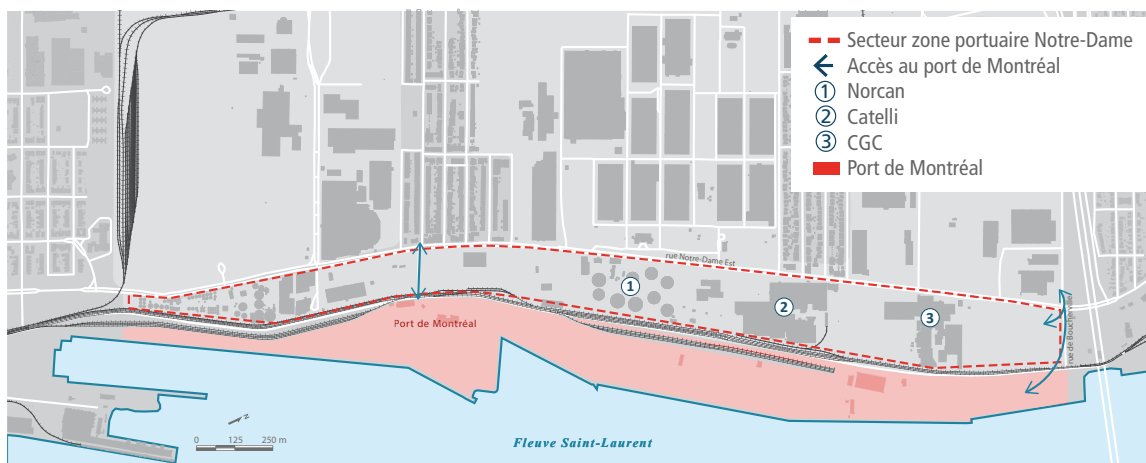 Secteur zone portuaire Notre-Dame
Accès au port de Montréal
1 Norcan
2 Catelli
3 CGC
Port de Montréal
rue Notre-Dame Est
1
2
3
rue de Boucherville
Port de Montréal
N
0 125 250 m
Fleuve Saint-Laurent